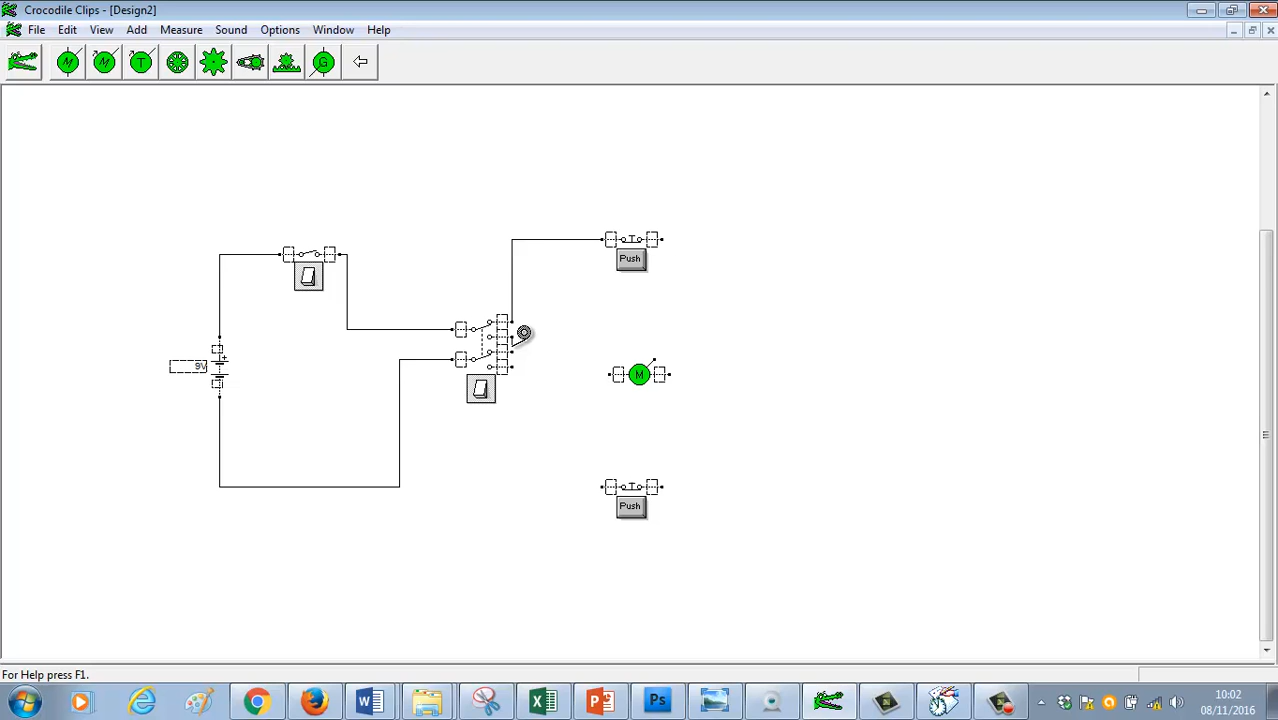 Crocodile Clips - [Design2]
File Edit View Add Measure Sound Options Window Help
M M T G
T
Push
9V
+
M
T
Push
For Help press F1.
W X P Ps
10:02
08/11/2016